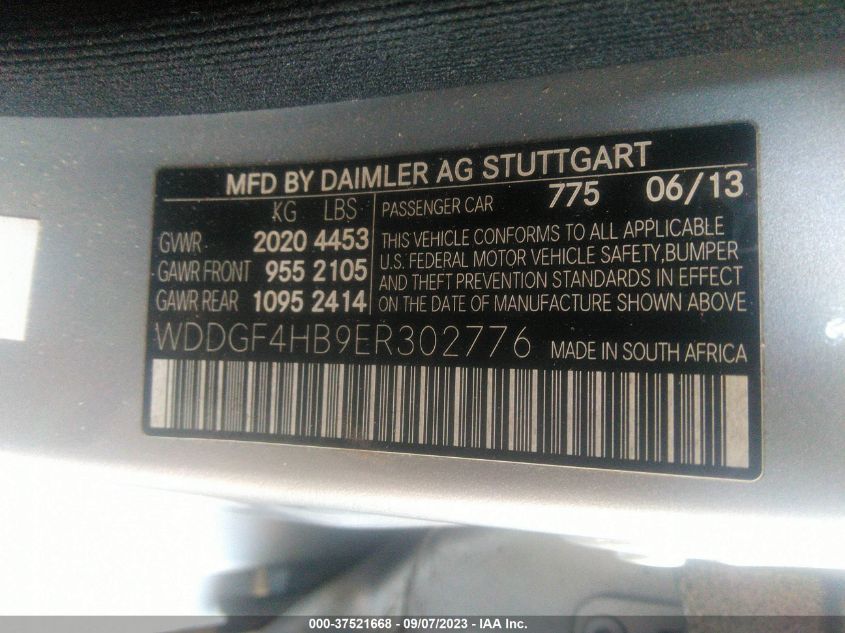 MFD BY DAIMLER AG STUTTGART
KG LBS PASSENGER CAR 775 06/13
GVWR 2020 4453
GAWR FRONT 955 2105
GAWR REAR 1095 2414
THIS VEHICLE CONFORMS TO ALL APPLICABLE
U.S. FEDERAL MOTOR VEHICLE SAFETY,BUMPER
AND THEFT PREVENTION STANDARDS IN EFFECT
ON THE DATE OF MANUFACTURE SHOWN ABOVE
WDDGF4HB9ER302776 MADE IN SOUTH AFRICA
000-37521668 - 09/07/2023 - IAA Inc.